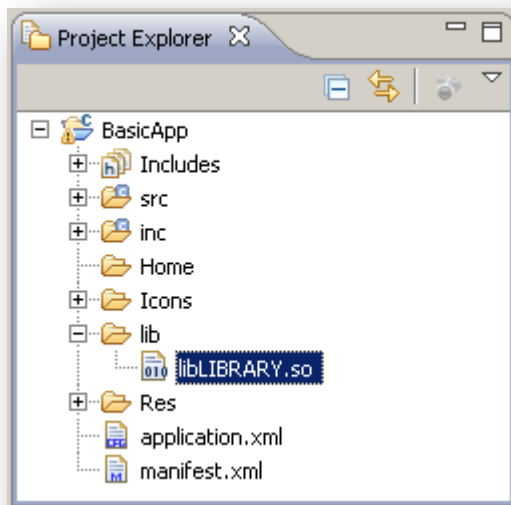 Project Explorer
BasicApp
Includes
src
inc
Home
Icons
lib
libLIBRARY.so
Res
application.xml
manifest.xml